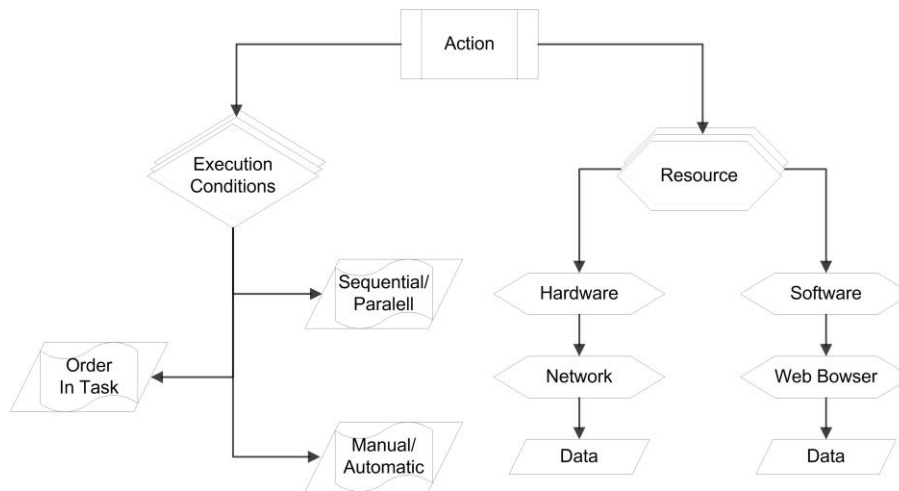 Action
Execution
Conditions
Resource
Sequential/
Paralell
Hardware
Software
Order
In Task
Network
Web Bowser
Manual/
Automatic
Data
Data